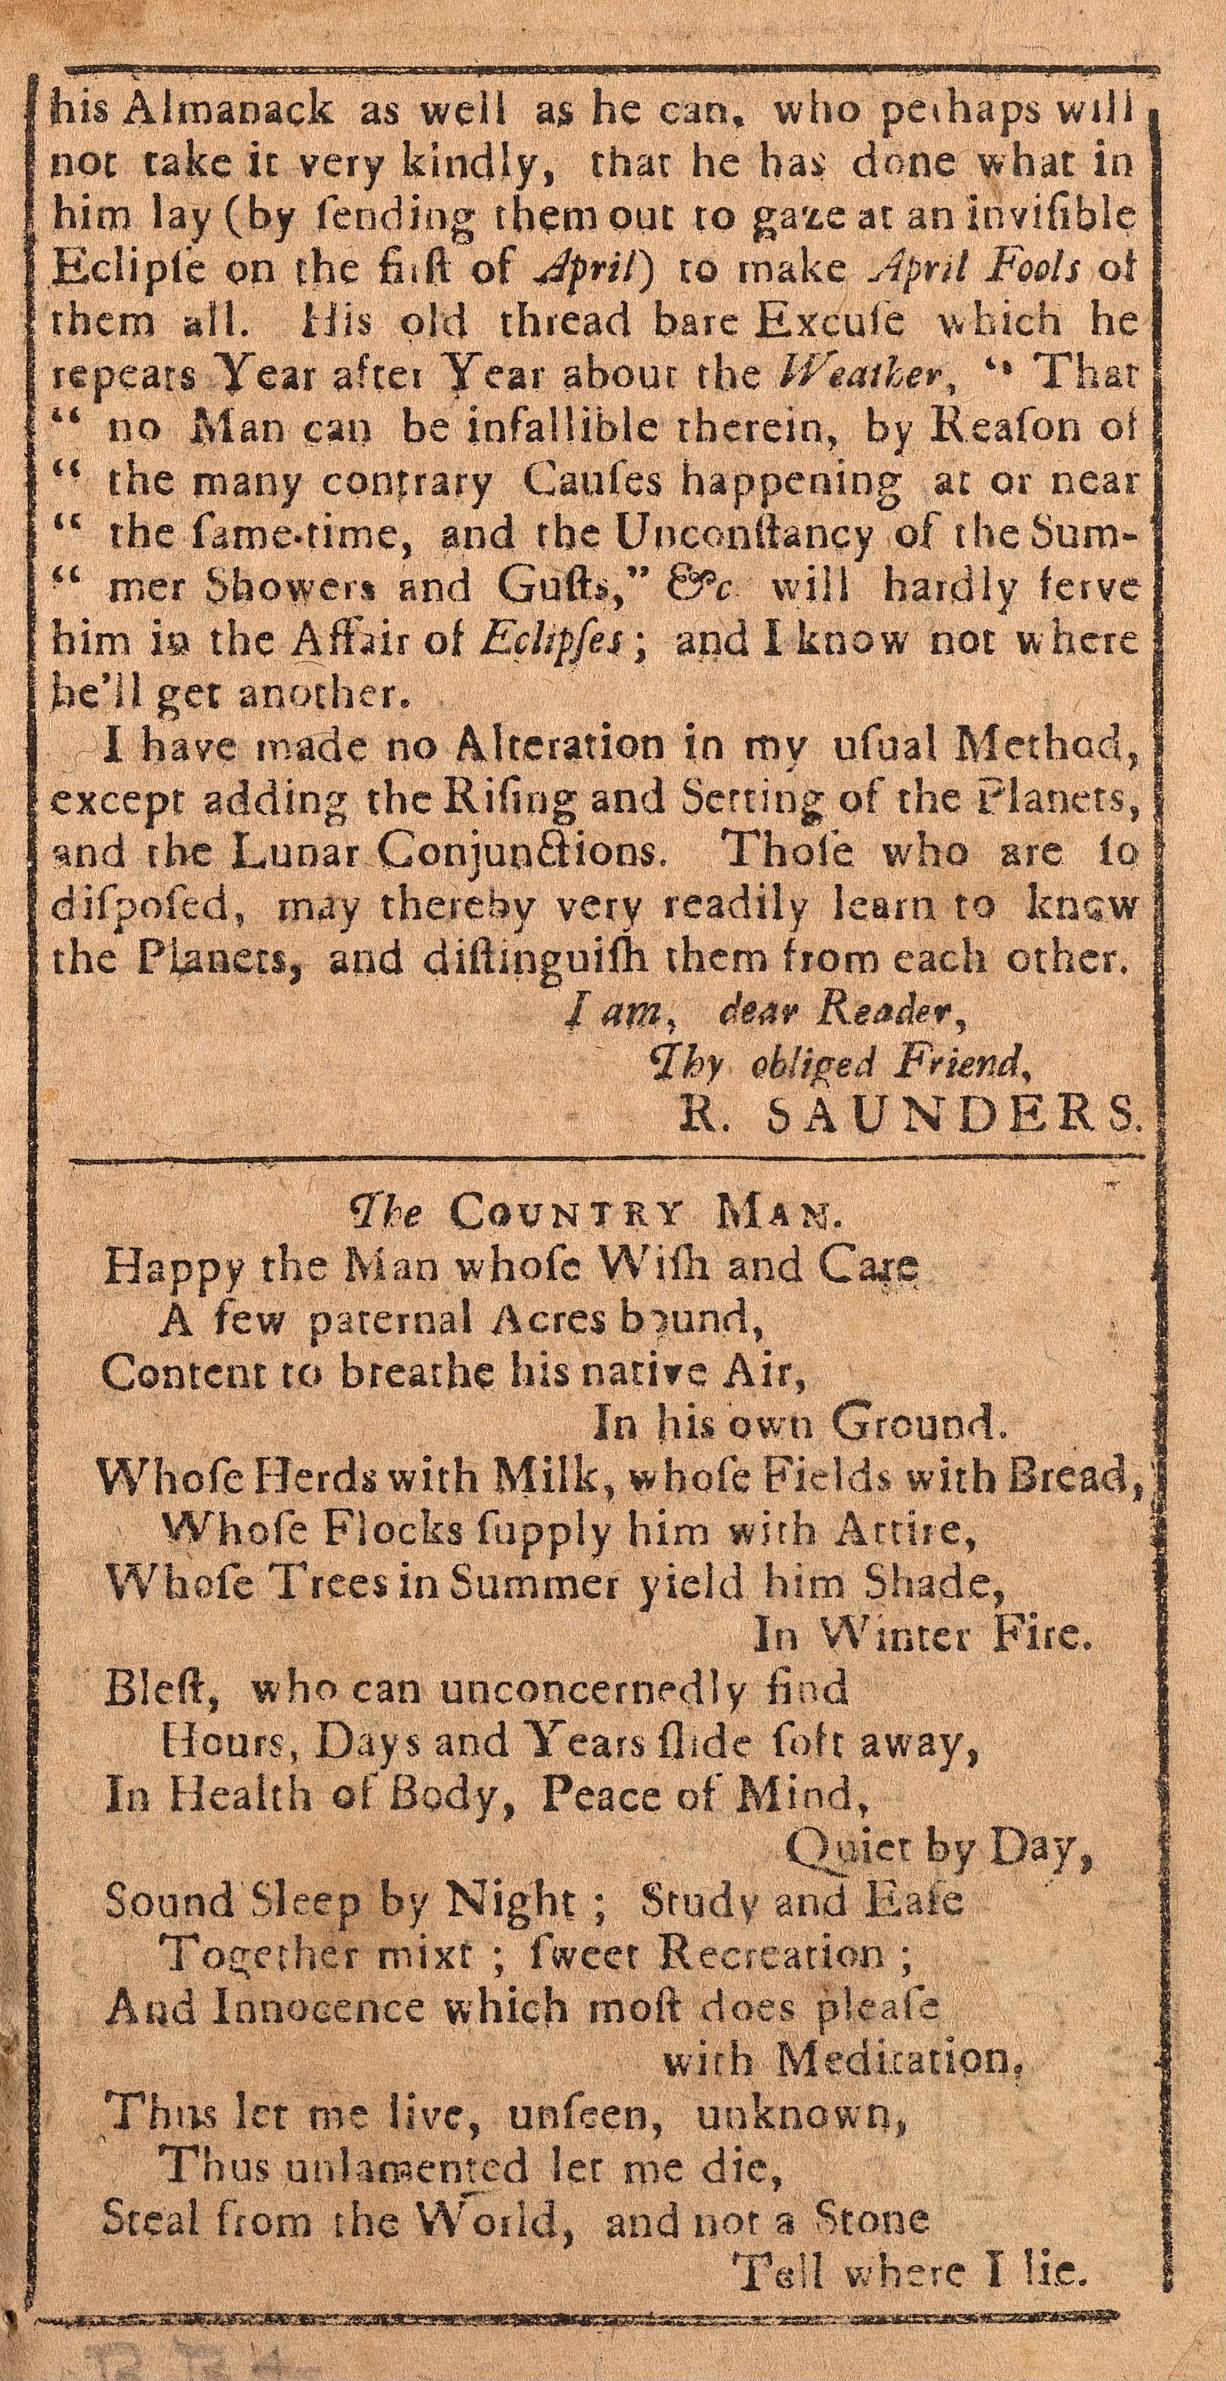 his Almanack as well as he can, who perhaps will
not take it very kindly, that he has done what in
him lay (by ſending them out to gaze at an inviſible
Eclipſe on the firſt of April) to make April Fools of
them all. His old thread bare Excuſe which he
repeats Year after Year about the Weather, “ That
“ no Man can be infallible therein, by Reaſon of
“ the many contrary Cauſes happening at or near
“ the ſame-time, and the Unconſtancy of the Sum-
“ mer Showers and Guſts,” &c will hardly ſerve
him in the Affair of Eclipſes; and I know not where
he'll get another.
I have made no Alteration in my uſual Method,
except adding the Riſing and Setting of the Planets,
and the Lunar Conjunctions. Thoſe who are ſo
diſpoſed, may thereby very readily learn to know
the Planets, and diſtinguiſh them from each other.
I am, dear Reader,
Thy obliged Friend,
R. SAUNDERS.
The COUNTRY MAN.
Happy the Man whoſe Wiſh and Care
A few paternal Acres bound,
Content to breathe his native Air,
In his own Ground.
Whoſe Herds with Milk, whoſe Fields with Bread,
Whoſe Flocks ſupply him with Attire,
Whoſe Trees in Summer yield him Shade,
In Winter Fire.
Bleſt, who can unconcernedly find
Hours, Days and Years ſlide ſoft away,
In Health of Body, Peace of Mind,
Quiet by Day,
Sound Sleep by Night; Study and Eaſe
Together mixt; ſweet Recreation;
And Innocence which moſt does pleaſe
with Meditation,
Thus let me live, unſeen, unknown,
Thus unlamented let me die,
Steal from the World, and not a Stone
Tell where I lie.